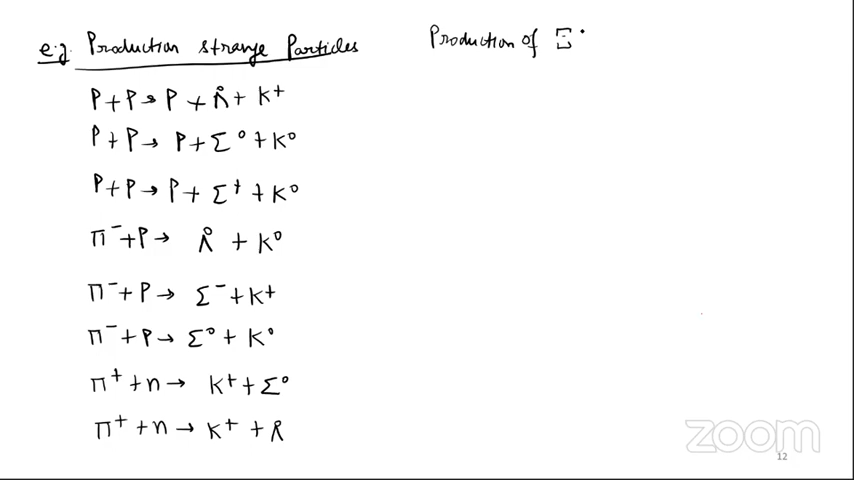 e.g. Production strange Particles
P + P → P + Λ° + K⁺
P + P → P + Σ⁰ + K⁰
P + P → P + Σ⁺ + K⁰
π⁻ + P → Λ° + K⁰
π⁻ + P → Σ⁻ + K⁺
π⁻ + P → Σ⁰ + K⁰
π⁺ + n → K⁺ + Σ⁰
π⁺ + n → K⁺ + Λ
Production of Ξ
zoom
12